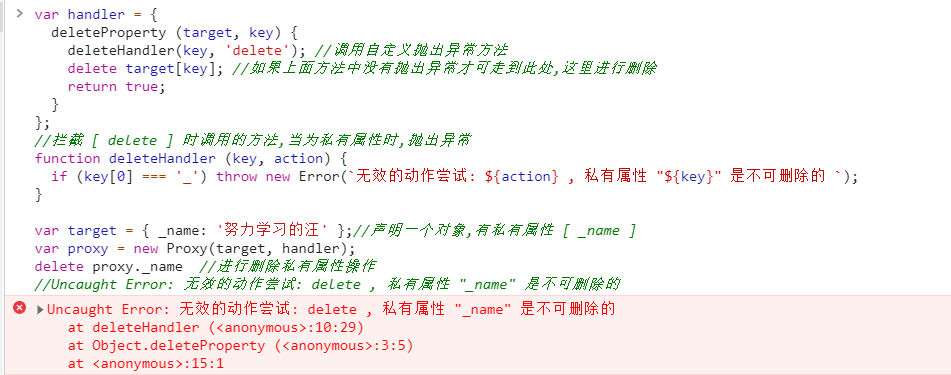 var handler = {
deleteProperty (target, key) {
deleteHandler(key, 'delete'); //调用自定义抛出异常方法
delete target[key]; //如果上面方法中没有抛出异常才可走到此处,这里进行删除
return true;
}
};
//拦截 [ delete ] 时调用的方法,当为私有属性时,抛出异常
function deleteHandler (key, action) {
if (key[0] === '_') throw new Error(`无效的动作尝试: ${action} , 私有属性 "${key}" 是不可删除的 `);
}
var target = { _name: '努力学习的汪' };//声明一个对象,有私有属性 [ _name ]
var proxy = new Proxy(target, handler);
delete proxy._name  //进行删除私有属性操作
//Uncaught Error: 无效的动作尝试: delete , 私有属性 "_name" 是不可删除的
Uncaught Error: 无效的动作尝试: delete , 私有属性 "_name" 是不可删除的
at deleteHandler (<anonymous>:10:29)
at Object.deleteProperty (<anonymous>:3:5)
at <anonymous>:15:1